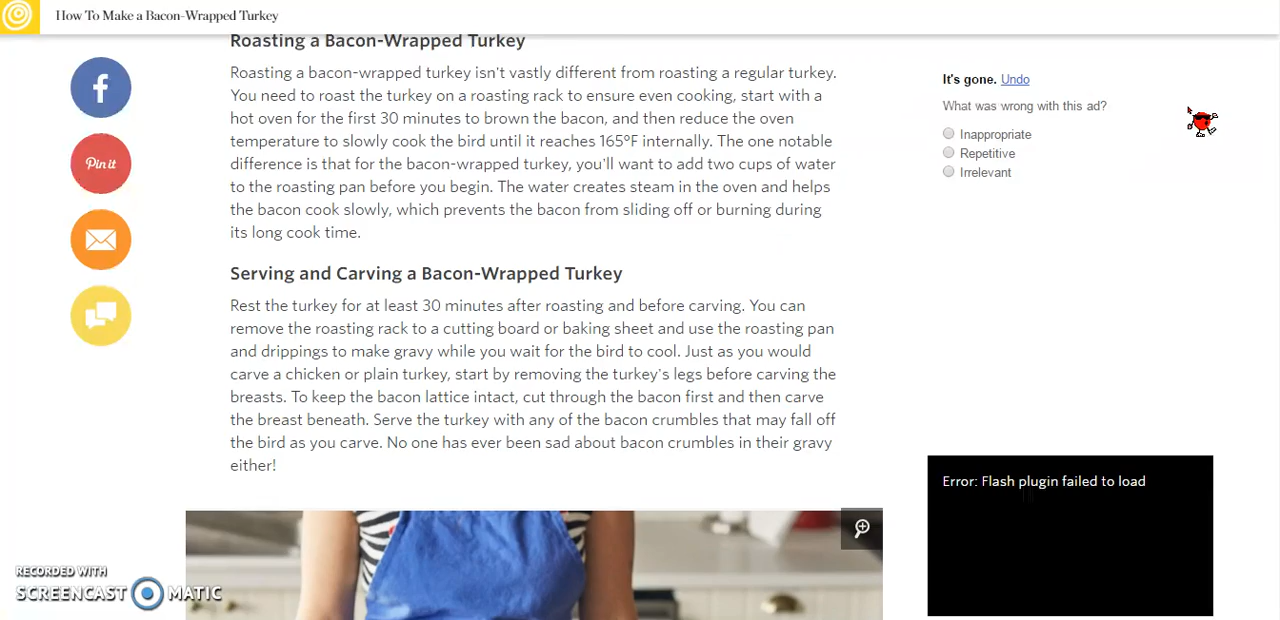 How To Make a Bacon-Wrapped Turkey
Roasting a Bacon-Wrapped Turkey
Roasting a bacon-wrapped turkey isn't vastly different from roasting a regular turkey.
You need to roast the turkey on a roasting rack to ensure even cooking, start with a
hot oven for the first 30 minutes to brown the bacon, and then reduce the oven
temperature to slowly cook the bird until it reaches 165°F internally. The one notable
difference is that for the bacon-wrapped turkey, you'll want to add two cups of water
to the roasting pan before you begin. The water creates steam in the oven and helps
the bacon cook slowly, which prevents the bacon from sliding off or burning during
its long cook time.
Serving and Carving a Bacon-Wrapped Turkey
Rest the turkey for at least 30 minutes after roasting and before carving. You can
remove the roasting rack to a cutting board or baking sheet and use the roasting pan
and drippings to make gravy while you wait for the bird to cool. Just as you would
carve a chicken or plain turkey, start by removing the turkey's legs before carving the
breasts. To keep the bacon lattice intact, cut through the bacon first and then carve
the breast beneath. Serve the turkey with any of the bacon crumbles that may fall off
the bird as you carve. No one has ever been sad about bacon crumbles in their gravy
either!
f
Pin it
It's gone. Undo
What was wrong with this ad?
Inappropriate
Repetitive
Irrelevant
Error: Flash plugin failed to load
RECORDED WITH
SCREENCAST MATIC